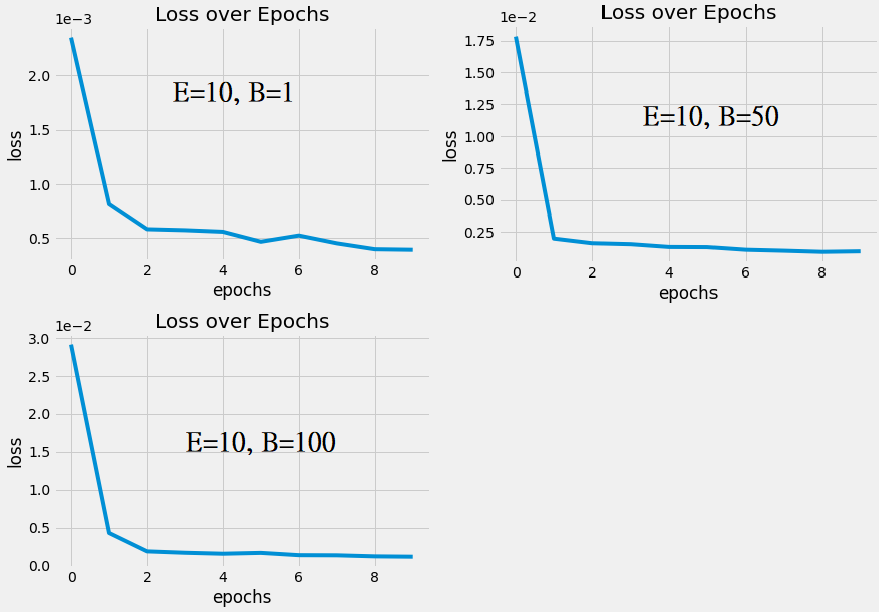 Loss over Epochs
1e−3
2.0
1.5
1.0
0.5
loss
E=10, B=1
0 2 4 6 8
epochs
Loss over Epochs
1e−2
1.75
1.50
1.25
1.00
0.75
0.50
0.25
loss
E=10, B=50
0 2 4 6 8
epochs
Loss over Epochs
1e−2
3.0
2.5
2.0
1.5
1.0
0.5
0.0
loss
E=10, B=100
0 2 4 6 8
epochs